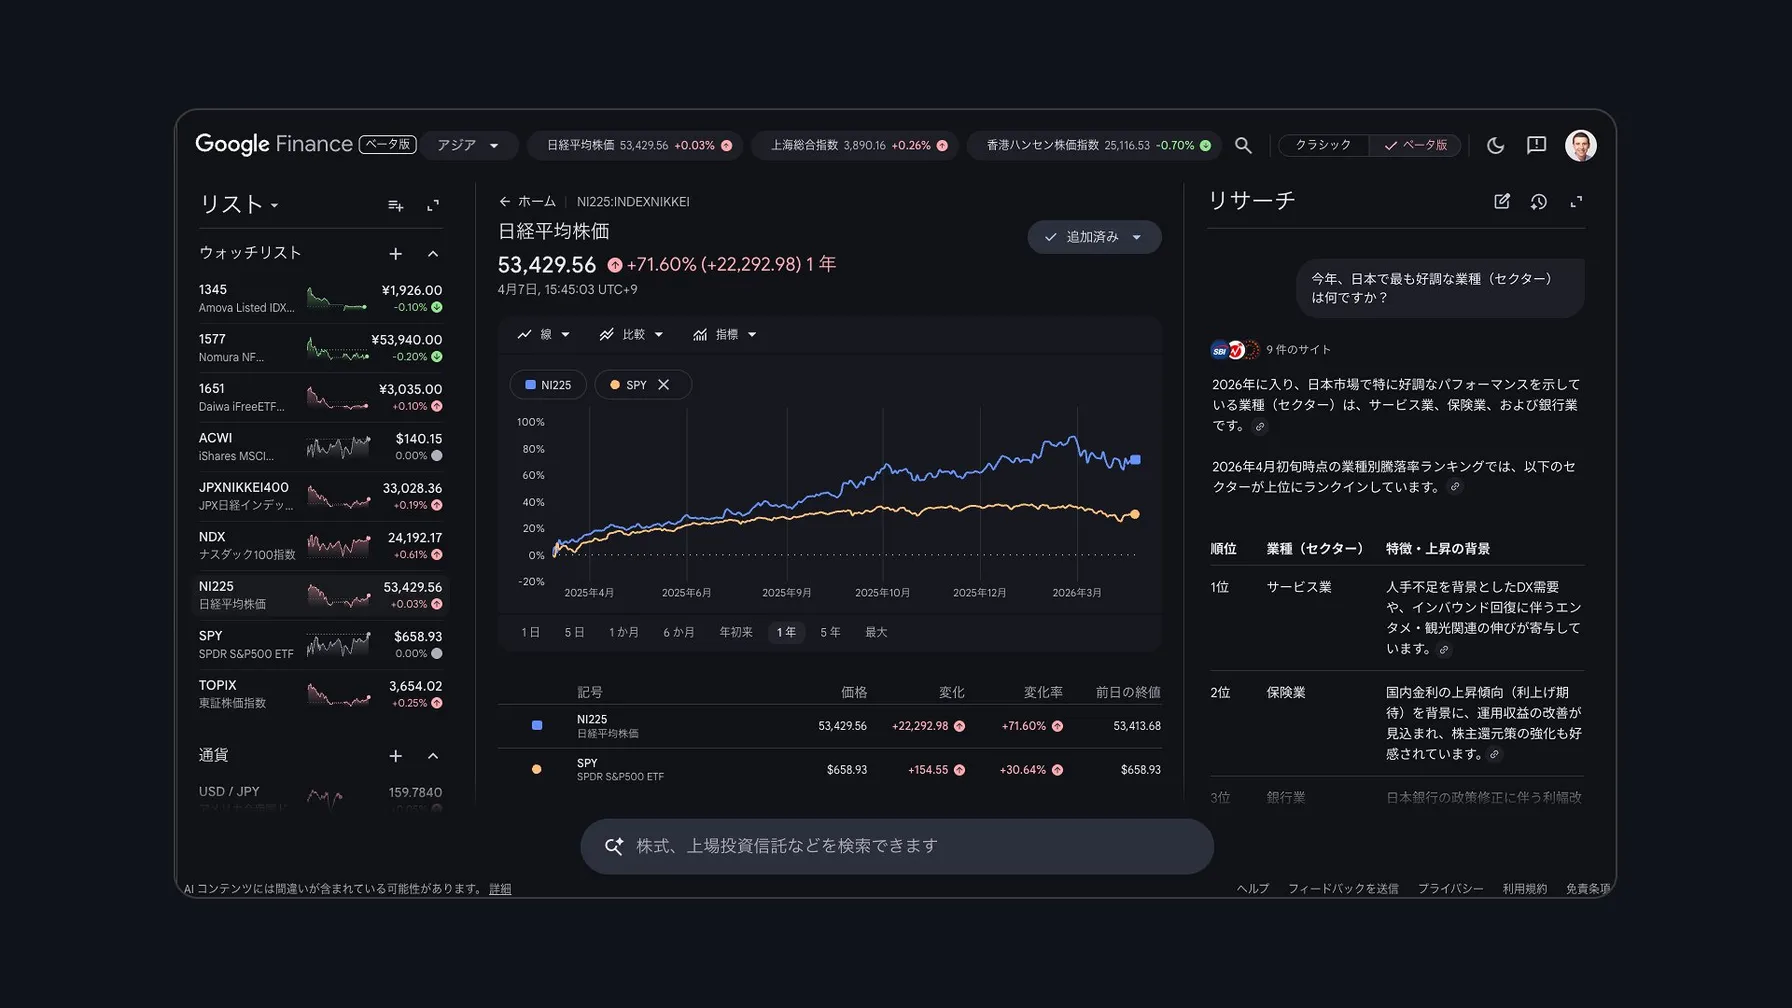 Google Finance ベータ版
アジア
日経平均株価 53,429.56 +0.03%
上海総合指数 3,890.16 +0.26%
香港ハンセン株価指数 25,116.53 -0.70%
クラシック
ベータ版
リスト
ウォッチリスト
1345 ¥1,926.00
Amova Listed IDX... -0.10%
1577 ¥53,940.00
Nomura NF... -0.20%
1651 ¥3,035.00
Daiwa iFreeETF... +0.10%
ACWI $140.15
iShares MSCI... 0.00%
JPXNIKKEI400 33,028.36
JPX日経インデッ... +0.19%
NDX 24,192.17
ナスダック100指数 +0.61%
NI225 53,429.56
日経平均株価 +0.03%
SPY $658.93
SPDR S&P500 ETF 0.00%
TOPIX 3,654.02
東証株価指数 +0.25%
通貨
USD / JPY 159.7840
ホーム
NI225:INDEXNIKKEI
日経平均株価
追加済み
53,429.56 +71.60% (+22,292.98) 1 年
4月7日, 15:45:03 UTC+9
線
比較
指標
NI225
SPY
100%
80%
60%
40%
20%
0%
-20%
2025年4月 2025年6月 2025年9月 2025年10月 2025年12月 2026年3月
1 日 5 日 1 か月 6 か月 年初来 1 年 5 年 最大
記号 価格 変化 変化率 前日の終値
NI225 53,429.56 +22,292.98 +71.60% 53,413.68
日経平均株価
SPY $658.93 +154.55 +30.64% $658.93
SPDR S&P500 ETF
リサーチ
今年、日本で最も好調な業種（セクター）
は何ですか？
SBI
9 件のサイト
2026年に入り、日本市場で特に好調なパフォーマンスを示して
いる業種（セクター）は、サービス業、保険業、および銀行業
です。
2026年4月初旬時点の業種別騰落率ランキングでは、以下のセ
クターが上位にランクインしています。
順位 業種（セクター） 特徴・上昇の背景
1位 サービス業 人手不足を背景としたDX需要
や、インバウンド回復に伴うエン
タメ・観光関連の伸びが寄与して
います。
2位 保険業 国内金利の上昇傾向（利上げ期
待）を背景に、運用収益の改善が
見込まれ、株主還元策の強化も好
感されています。
3位 銀行業 日本銀行の政策修正に伴う利幅改
株式、上場投資信託などを検索できます
AI コンテンツには間違いが含まれている可能性があります。 詳細
ヘルプ フィードバックを送信 プライバシー 利用規約 免責条項